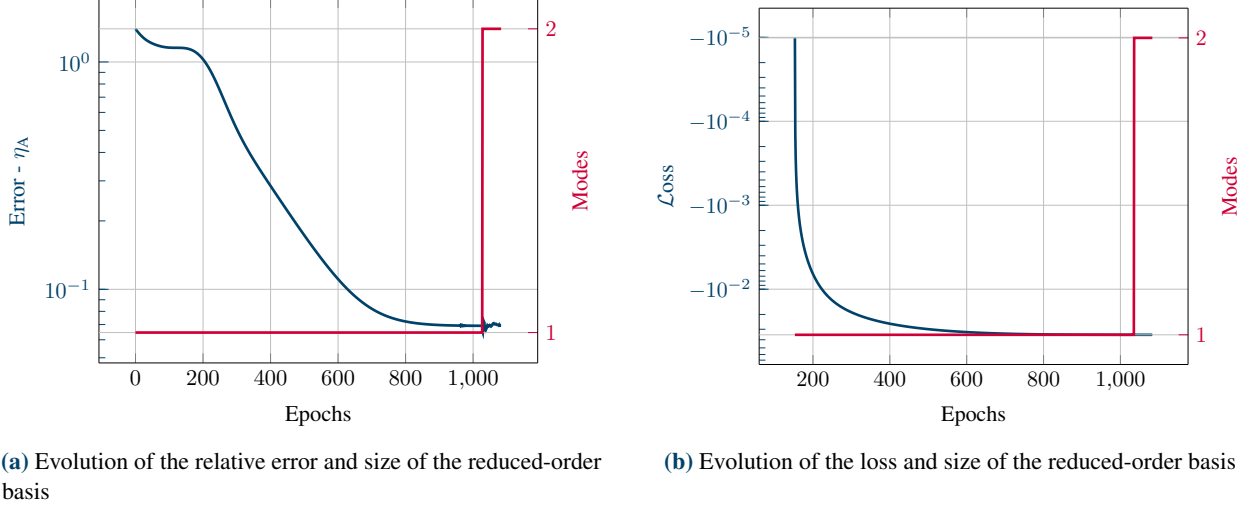 10^0
10^{-1}
Error - η_A
2
1
Modes
0 200 400 600 800 1,000
Epochs
(a) Evolution of the relative error and size of the reduced-order
basis
−10^{-5}
−10^{-4}
−10^{-3}
−10^{-2}
ℒoss
2
1
Modes
200 400 600 800 1,000
Epochs
(b) Evolution of the loss and size of the reduced-order basis